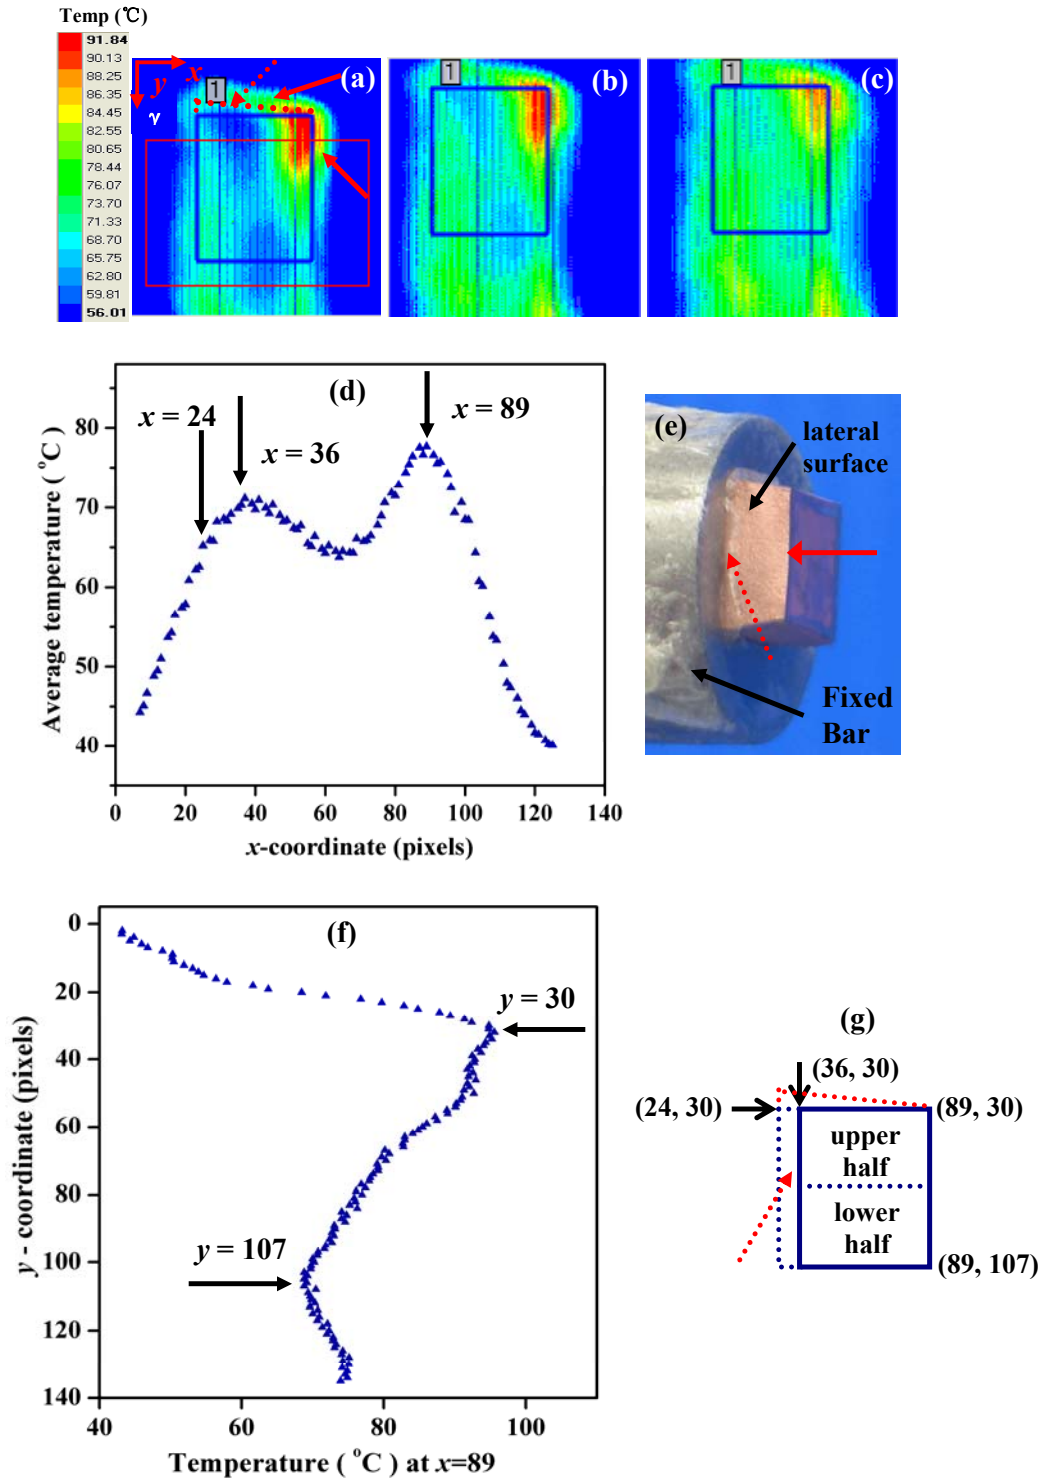 Temp (℃)
91.84
90.13
88.25
86.35
84.45
82.55
80.65
78.44
76.07
73.70
71.33
68.70
65.75
62.80
59.81
56.01
x
y
γ
1
(a)
1
(b)
1
(c)
(d)
x = 24
x = 36
x = 89
80
70
60
50
40
0 20 40 60 80 100 120 140
Average temperature ( °C )
x-coordinate (pixels)
(e)
lateral
surface
Fixed
Bar
(f)
y = 30
y = 107
0
20
40
60
80
100
120
140
40 60 80 100
y - coordinate (pixels)
Temperature ( °C ) at x=89
(g)
(36, 30)
(24, 30)
(89, 30)
upper
half
lower
half
(89, 107)